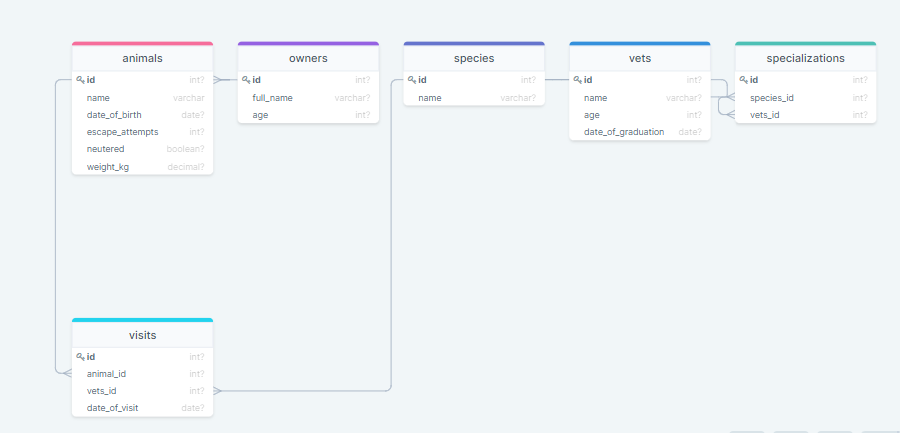 animals
id int?
name varchar
date_of_birth date?
escape_attempts int?
neutered boolean?
weight_kg decimal?
owners
id int?
full_name varchar?
age int?
species
id int?
name varchar?
vets
id int?
name varchar?
age int?
date_of_graduation date?
specializations
id int?
species_id int?
vets_id int?
visits
id int?
animal_id int?
vets_id int?
date_of_visit date?